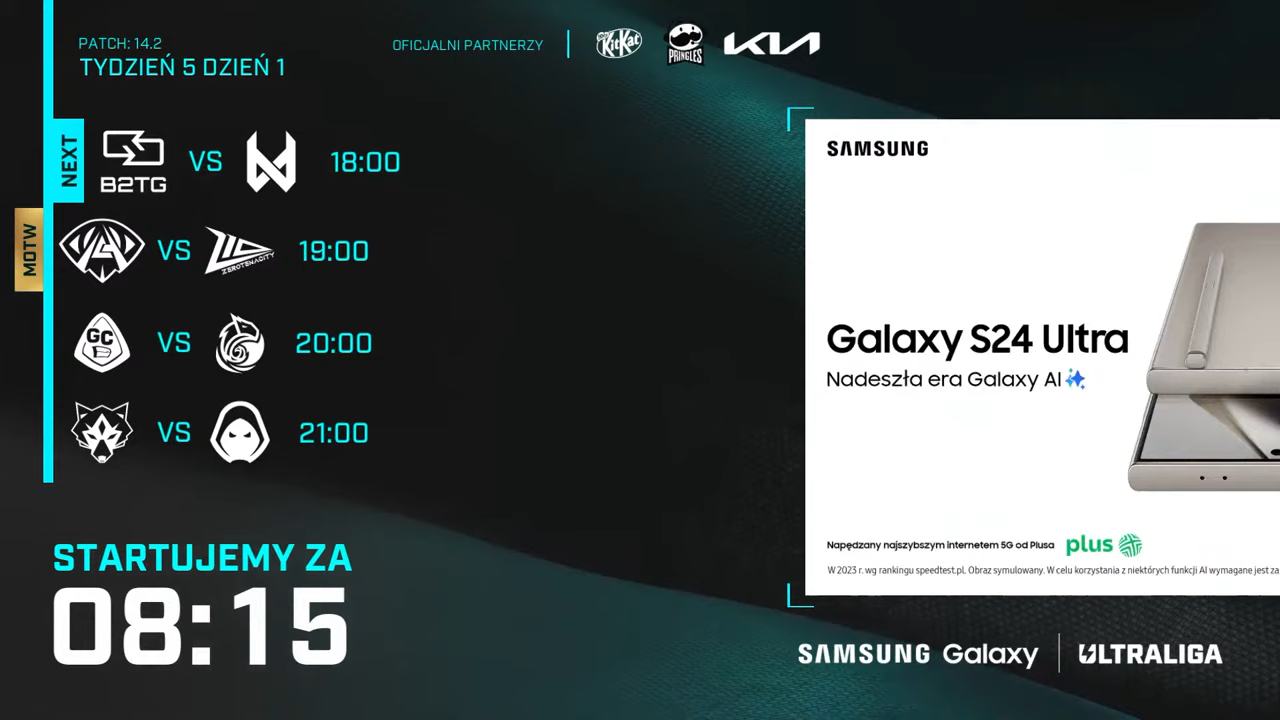 PATCH: 14.2
TYDZIEŃ 5 DZIEŃ 1
OFICJALNI PARTNERZY
KitKat
PRINGLES
KIA
NEXT
B2TG
VS
18:00
MOTW
VS
ZEROTENACITY
19:00
GC
VS
20:00
VS
21:00
STARTUJEMY ZA
08:15
SAMSUNG
Galaxy S24 Ultra
Nadeszła era Galaxy AI
Napędzany najszybszym internetem 5G od Plusa
plus
W 2023 r. wg rankingu speedtest.pl. Obraz symulowany. W celu korzystania z niektórych funkcji AI wymagane jest za
SAMSUNG Galaxy
ULTRALIGA